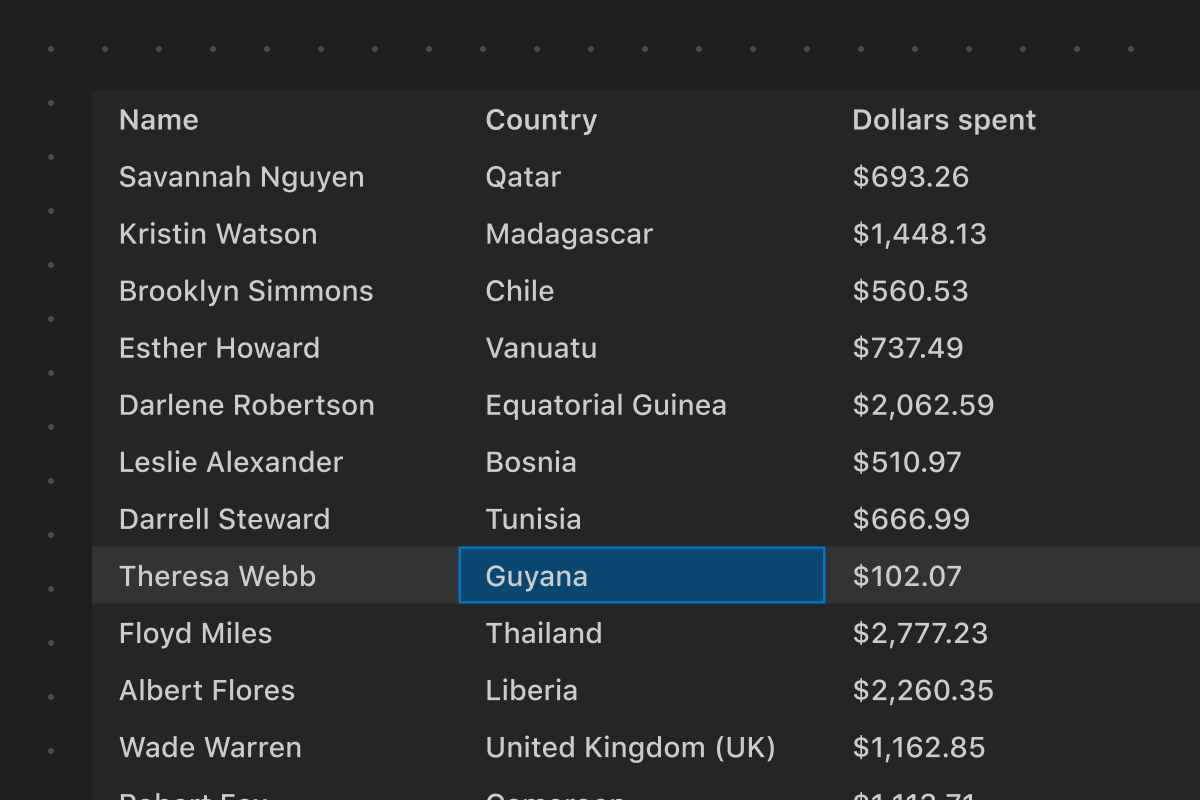 Name Country Dollars spent
Savannah Nguyen Qatar $693.26
Kristin Watson Madagascar $1,448.13
Brooklyn Simmons Chile $560.53
Esther Howard Vanuatu $737.49
Darlene Robertson Equatorial Guinea $2,062.59
Leslie Alexander Bosnia $510.97
Darrell Steward Tunisia $666.99
Theresa Webb Guyana $102.07
Floyd Miles Thailand $2,777.23
Albert Flores Liberia $2,260.35
Wade Warren United Kingdom (UK) $1,162.85